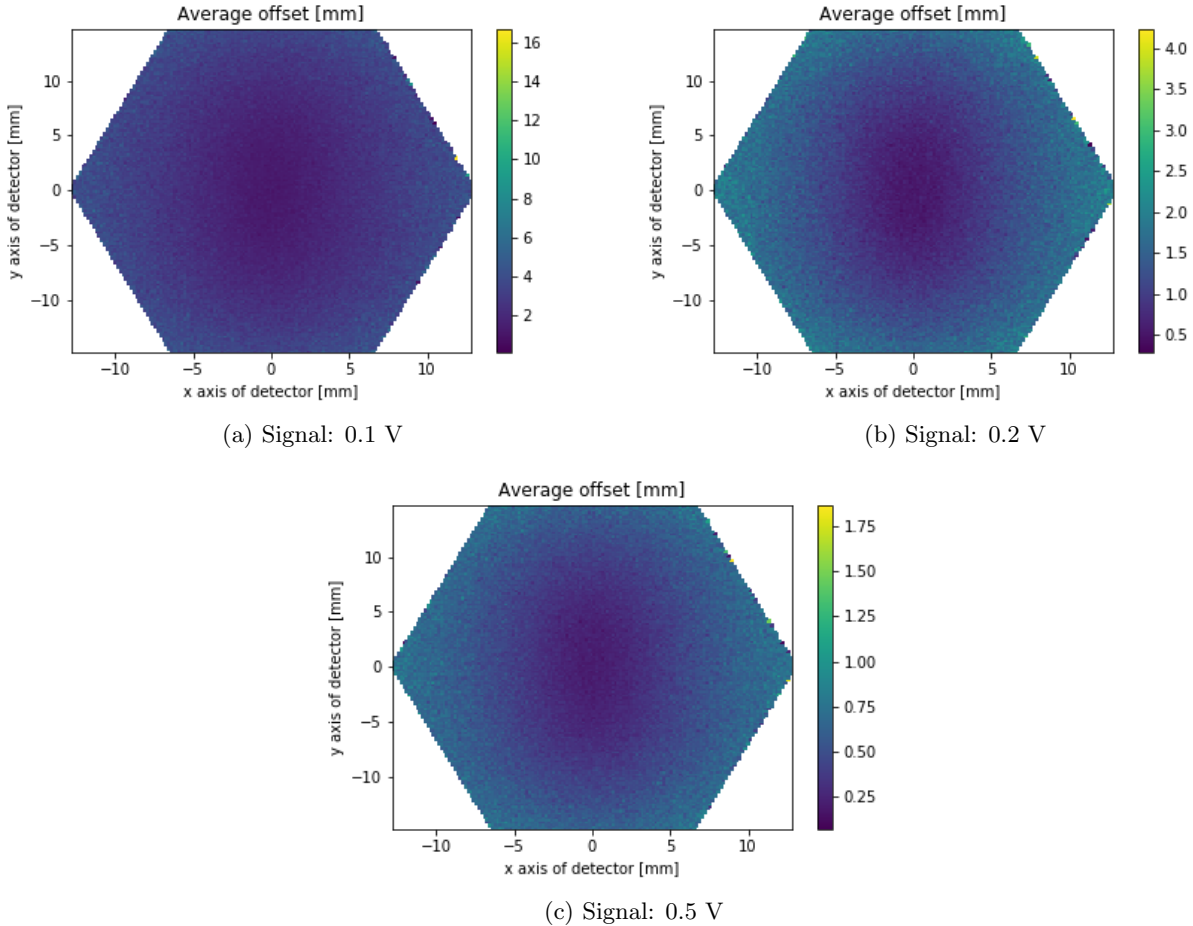 Average offset [mm]
y axis of detector [mm]
10
5
0
−5
−10
−10 −5 0 5 10
x axis of detector [mm]
16
14
12
10
8
6
4
2
(a) Signal: 0.1 V
Average offset [mm]
y axis of detector [mm]
10
5
0
−5
−10
−10 −5 0 5 10
x axis of detector [mm]
4.0
3.5
3.0
2.5
2.0
1.5
1.0
0.5
(b) Signal: 0.2 V
Average offset [mm]
y axis of detector [mm]
10
5
0
−5
−10
−10 −5 0 5 10
x axis of detector [mm]
1.75
1.50
1.25
1.00
0.75
0.50
0.25
(c) Signal: 0.5 V